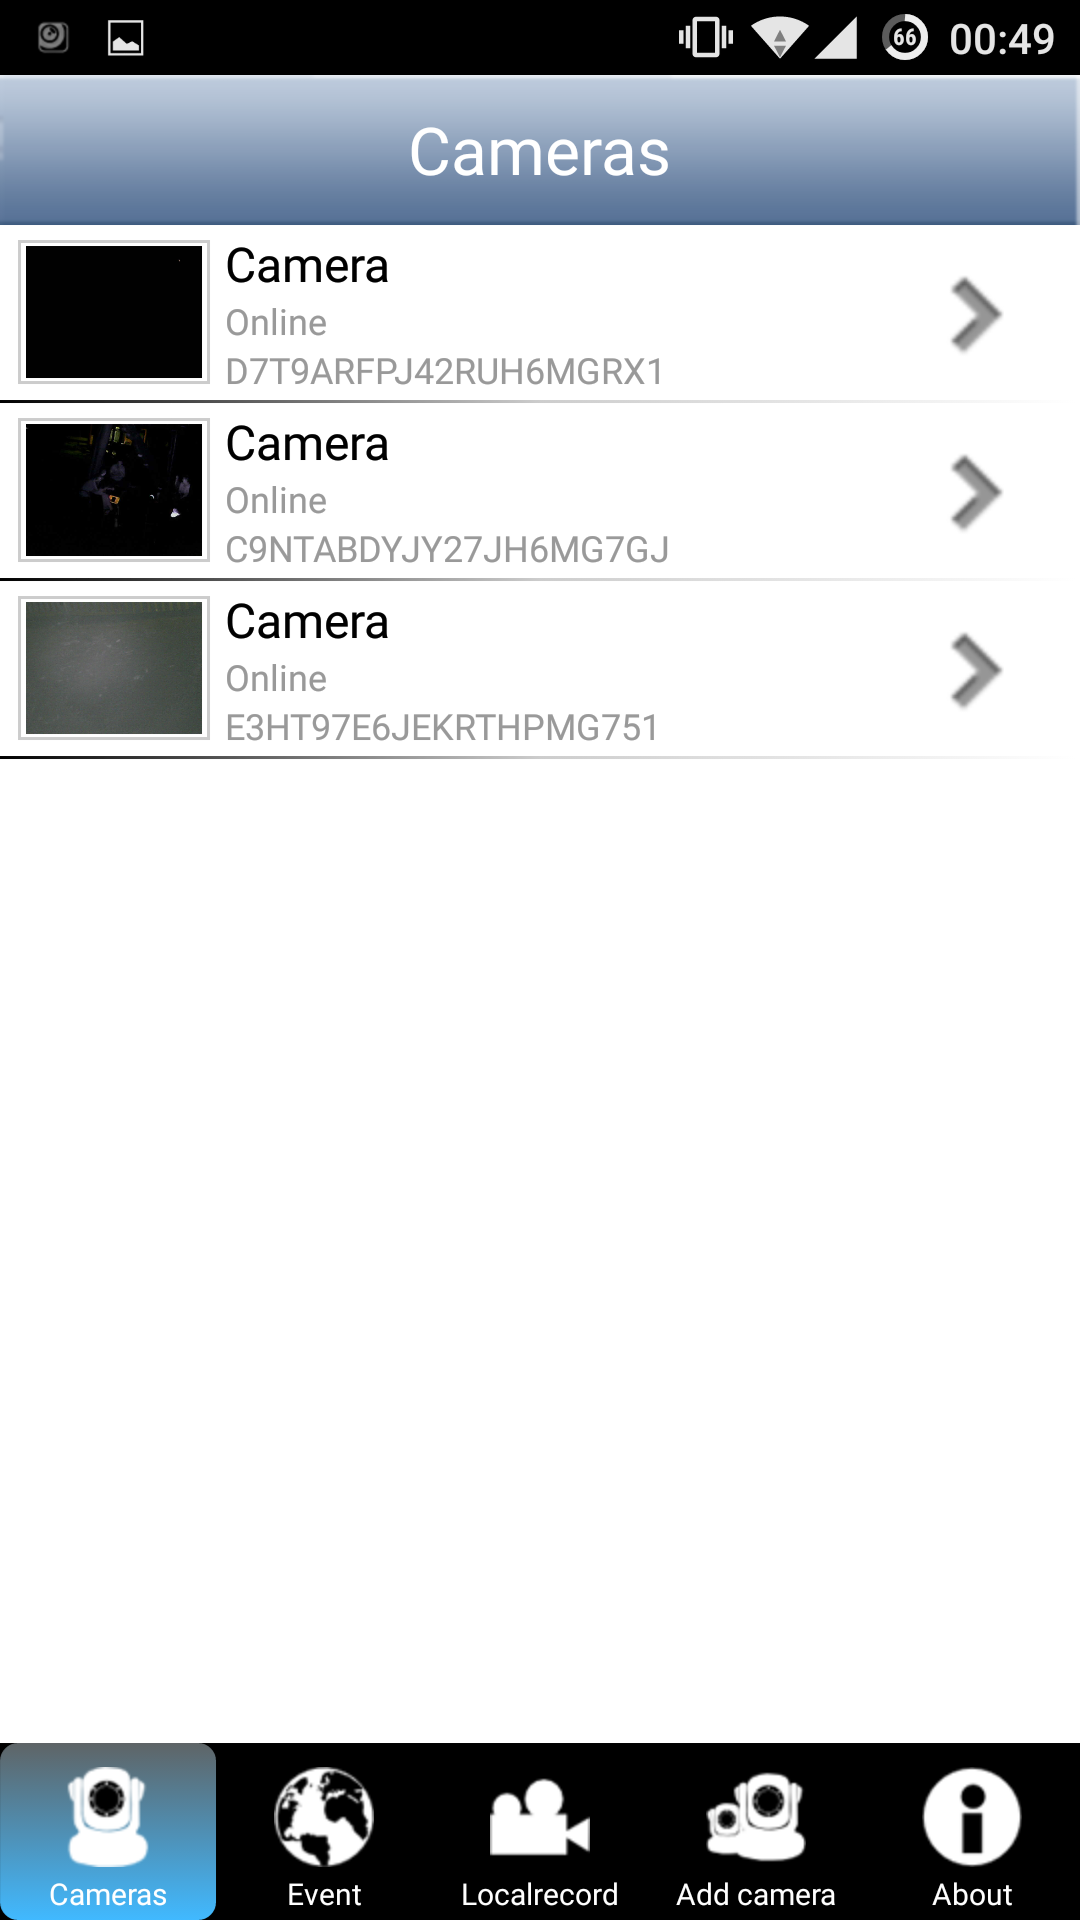 66 00:49
Cameras
Camera
Online
D7T9ARFPJ42RUH6MGRX1
Camera
Online
C9NTABDYJY27JH6MG7GJ
Camera
Online
E3HT97E6JEKRTHPMG751
Cameras Event Localrecord Add camera About